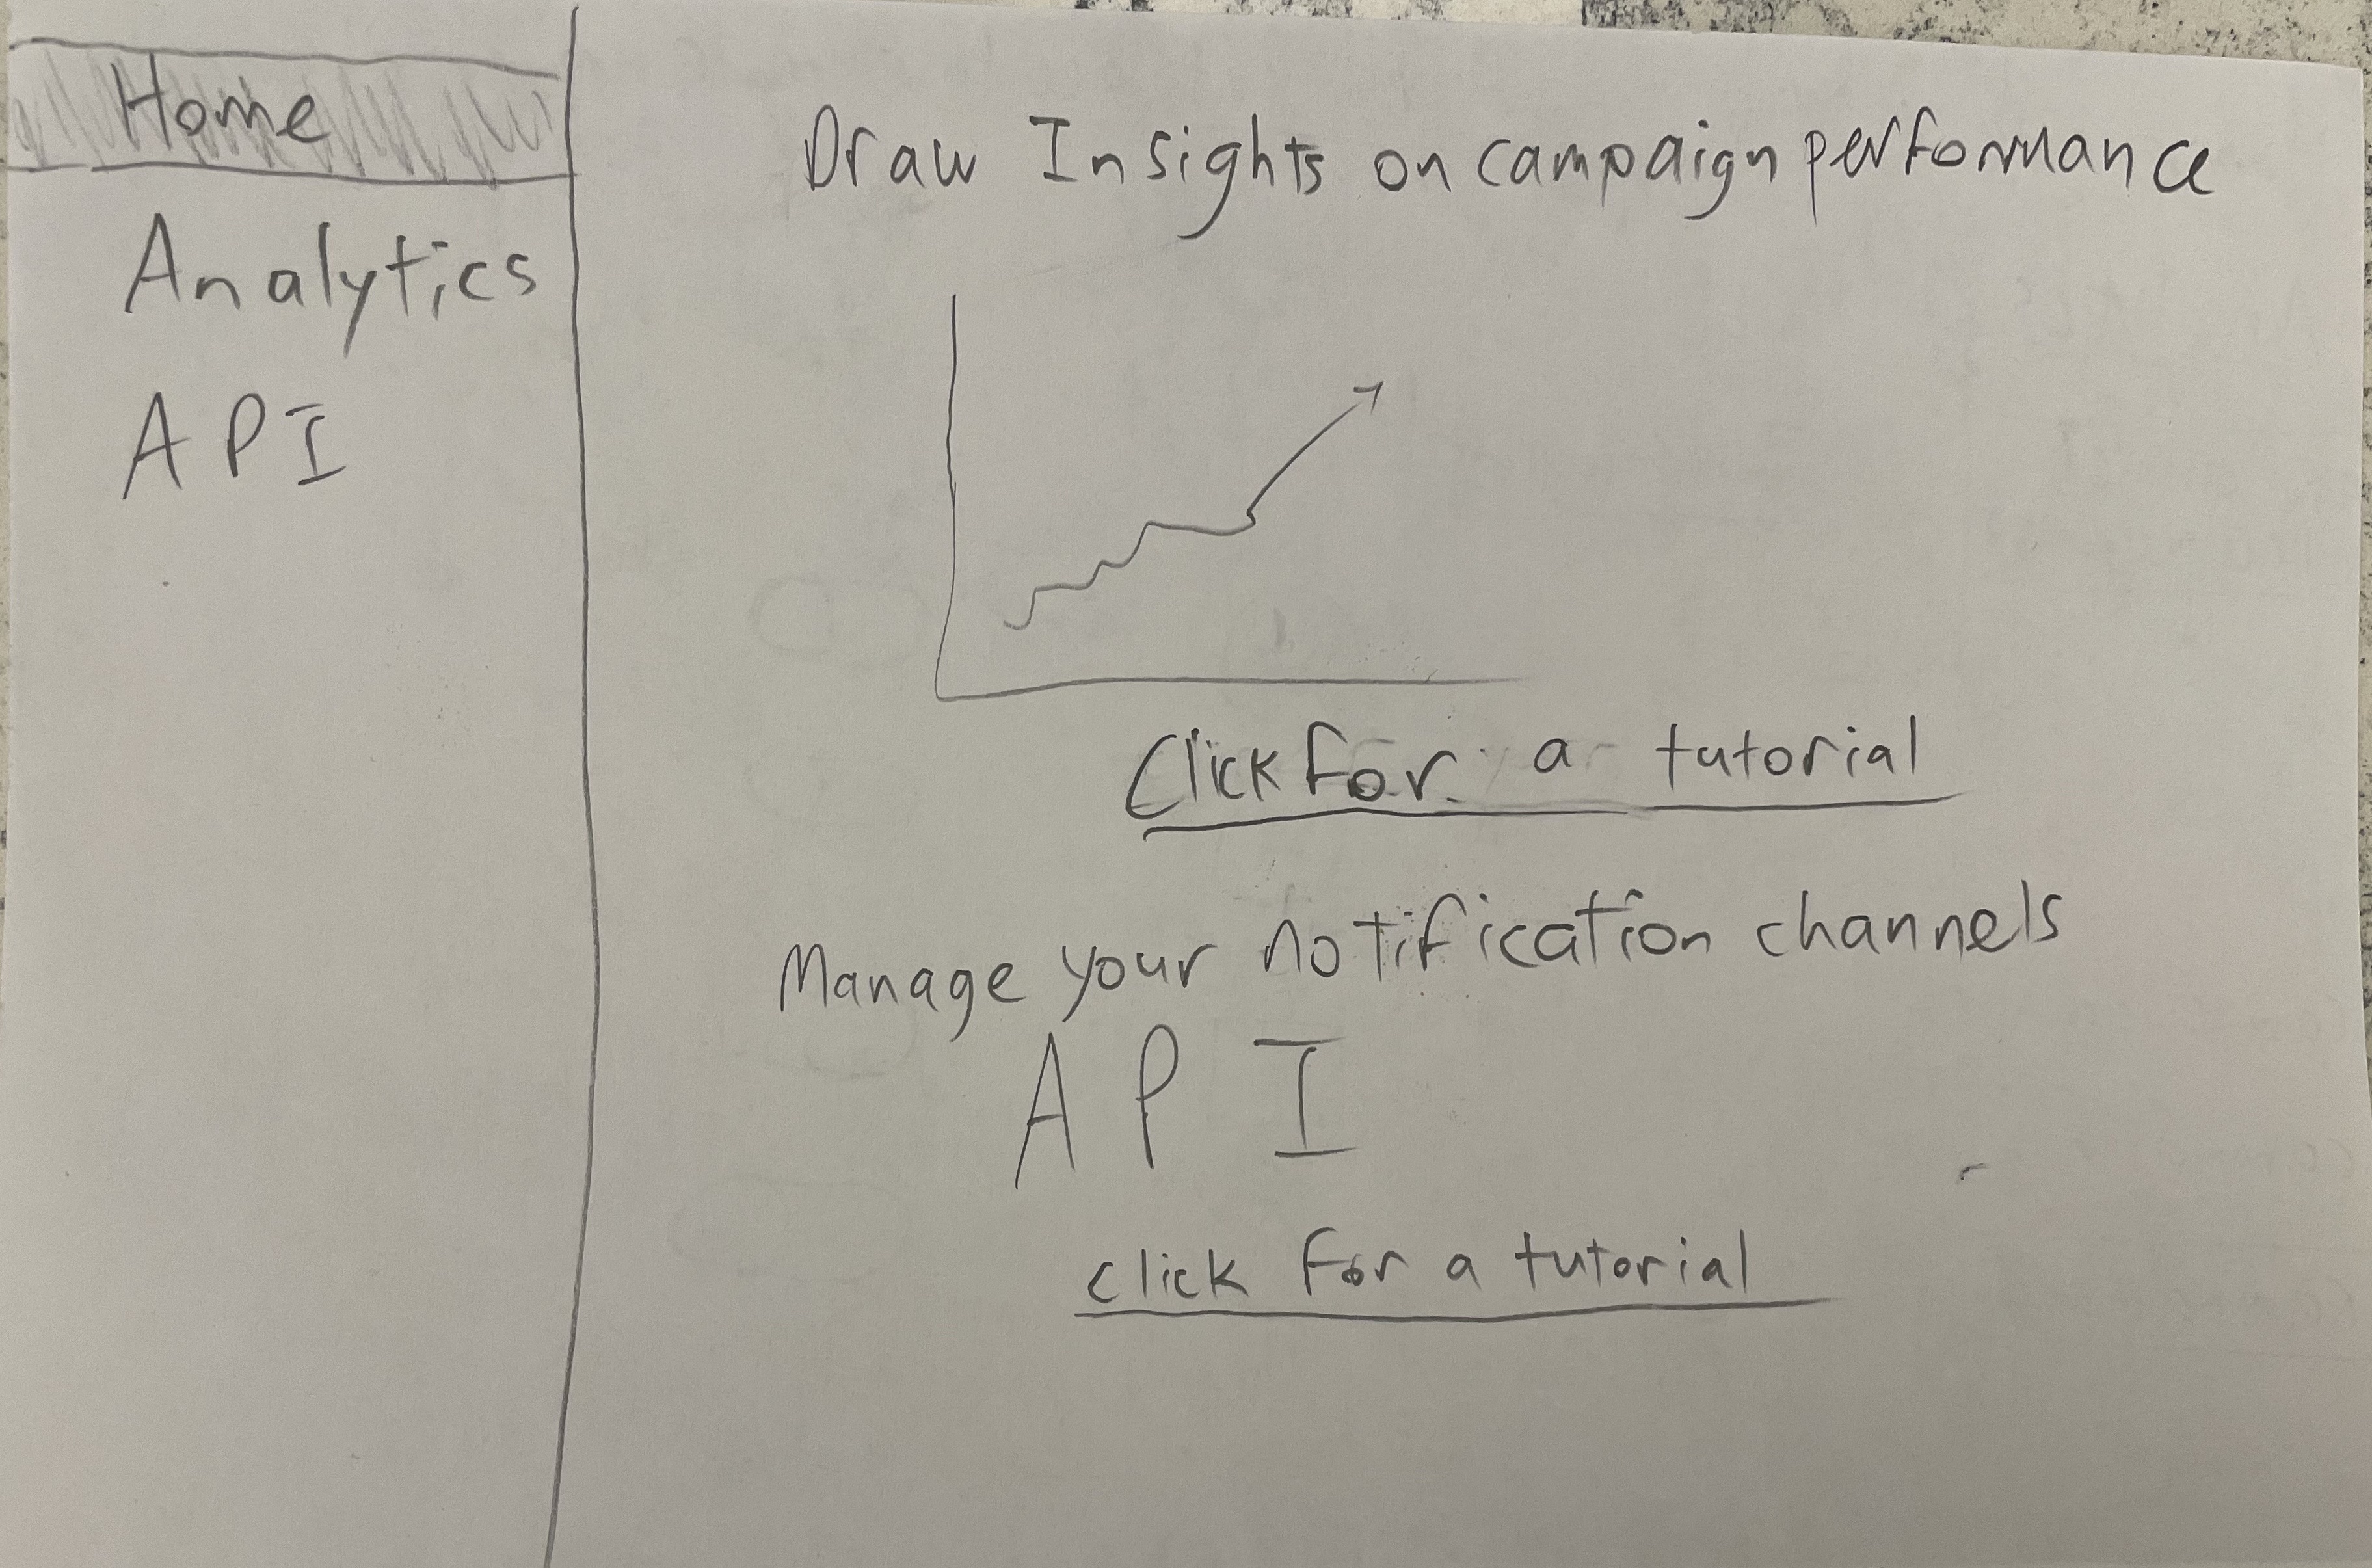 Home
Analytics
API
Draw Insights on campaign performance
Click for a tutorial
Manage your notification channels
API
click for a tutorial